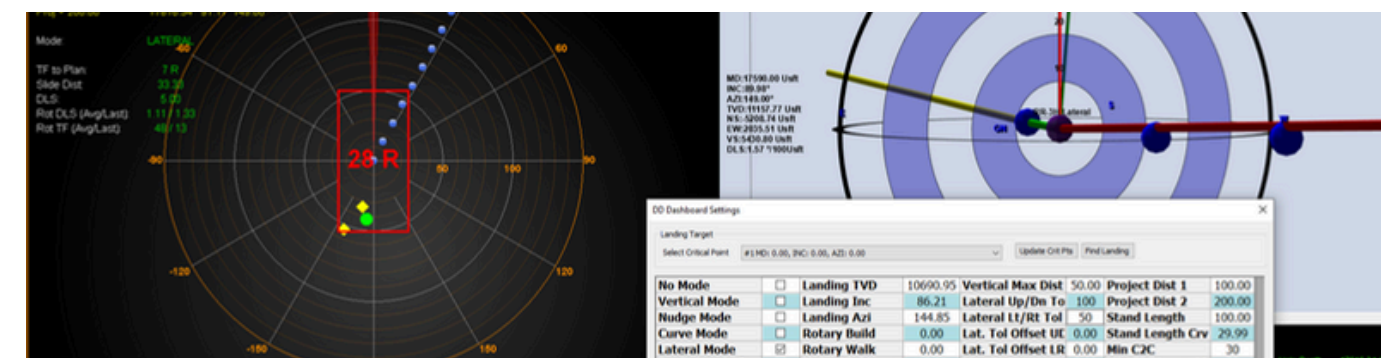 Mode: LATERAL
TF to Plan: 7 R
Slide Dist: 33.33
DLS: 5.00
Rot DLS (Avg/Last): 1.11 / 1.33
Rot TF (Avg/Last): 48 / 13
60
-90
28 R
50
100
90
-120
120
-150
150
MD:17590.00 Usft
INC:89.98°
AZI:149.00°
TVD:11157.77 Usft
NS:-5208.74 Usft
EW:2835.51 Usft
VS:5430.80 Usft
DLS:1.57 °/100Usft
20
S
Lateral
DD Dashboard Settings
Landing Target
Select Critical Point #1 MD: 0.00, INC: 0.00, AZI: 0.00 Update Crit Pts Find Landing
No Mode Landing TVD 10690.95 Vertical Max Dist 50.00 Project Dist 1 100.00
Vertical Mode Landing Inc 86.21 Lateral Up/Dn To 100 Project Dist 2 200.00
Nudge Mode Landing Azi 144.85 Lateral Lt/Rt Tol 50 Stand Length 100.00
Curve Mode Rotary Build 0.00 Lat. Tol Offset UD 0.00 Stand Length Crv 29.99
Lateral Mode Rotary Walk 0.00 Lat. Tol Offset LR 0.00 Min C2C 30